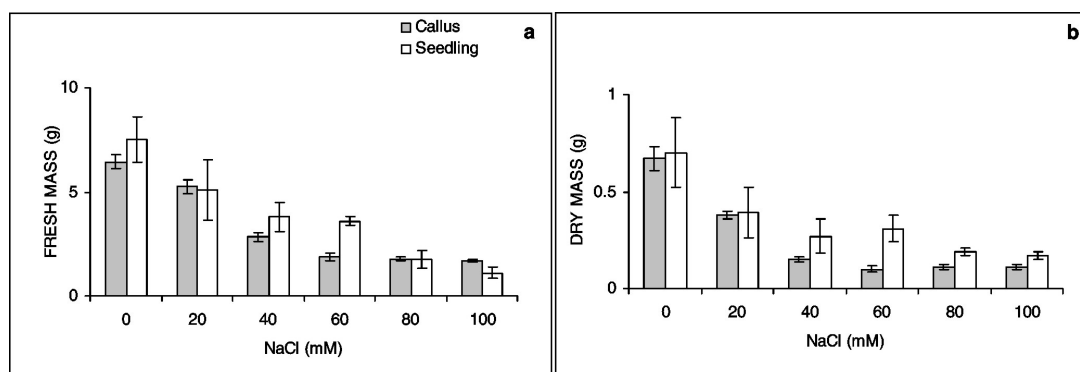 Callus
Seedling
a
10
5
0
FRESH MASS (g)
0 20 40 60 80 100
NaCl (mM)
b
1
0.5
0
DRY MASS (g)
0 20 40 60 80 100
NaCl (mM)